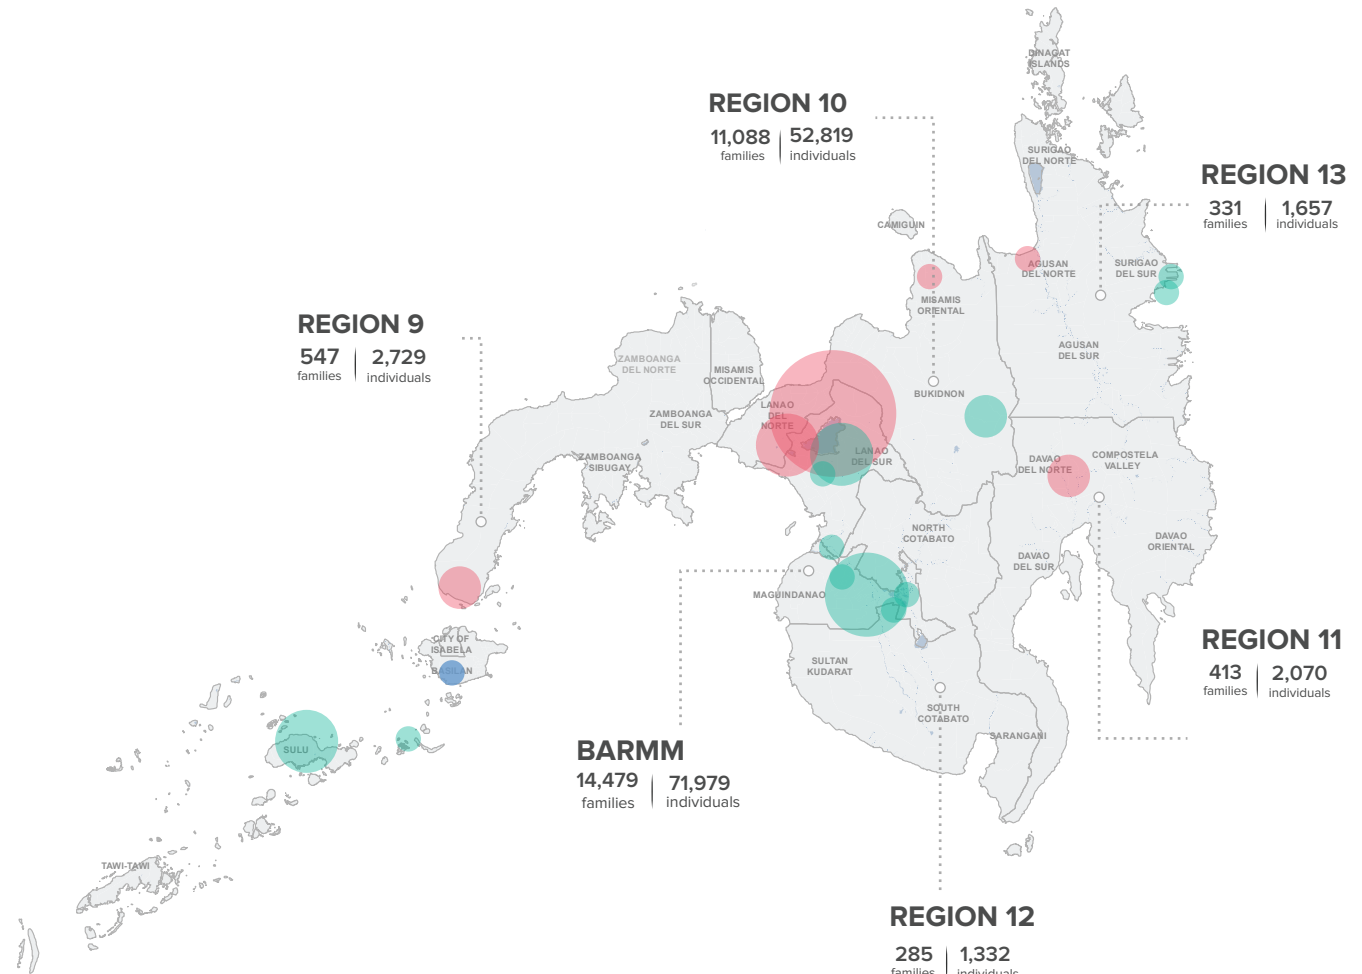 DINAGAT
ISLANDS
REGION 10
11,088 52,819
families individuals
SURIGAO
DEL NORTE
REGION 13
331 1,657
families individuals
CAMIGUIN
AGUSAN
DEL NORTE
SURIGAO
DEL SUR
MISAMIS
ORIENTAL
REGION 9
547 2,729
families individuals
ZAMBOANGA
DEL NORTE
MISAMIS
OCCIDENTAL
AGUSAN
DEL SUR
BUKIDNON
LANAO
DEL
NORTE
ZAMBOANGA
DEL SUR
LANAO
DEL SUR
ZAMBOANGA
SIBUGAY
DAVAO
DEL NORTE
COMPOSTELA
VALLEY
NORTH
COTABATO
DAVAO
ORIENTAL
DAVAO
DEL SUR
MAGUINDANAO
CITY OF
ISABELA
BASILAN
SULTAN
KUDARAT
REGION 11
413 2,070
families individuals
SOUTH
COTABATO
SARANGANI
SULU
BARMM
14,479 71,979
families individuals
TAWI-TAWI
REGION 12
285 1,332
families individuals